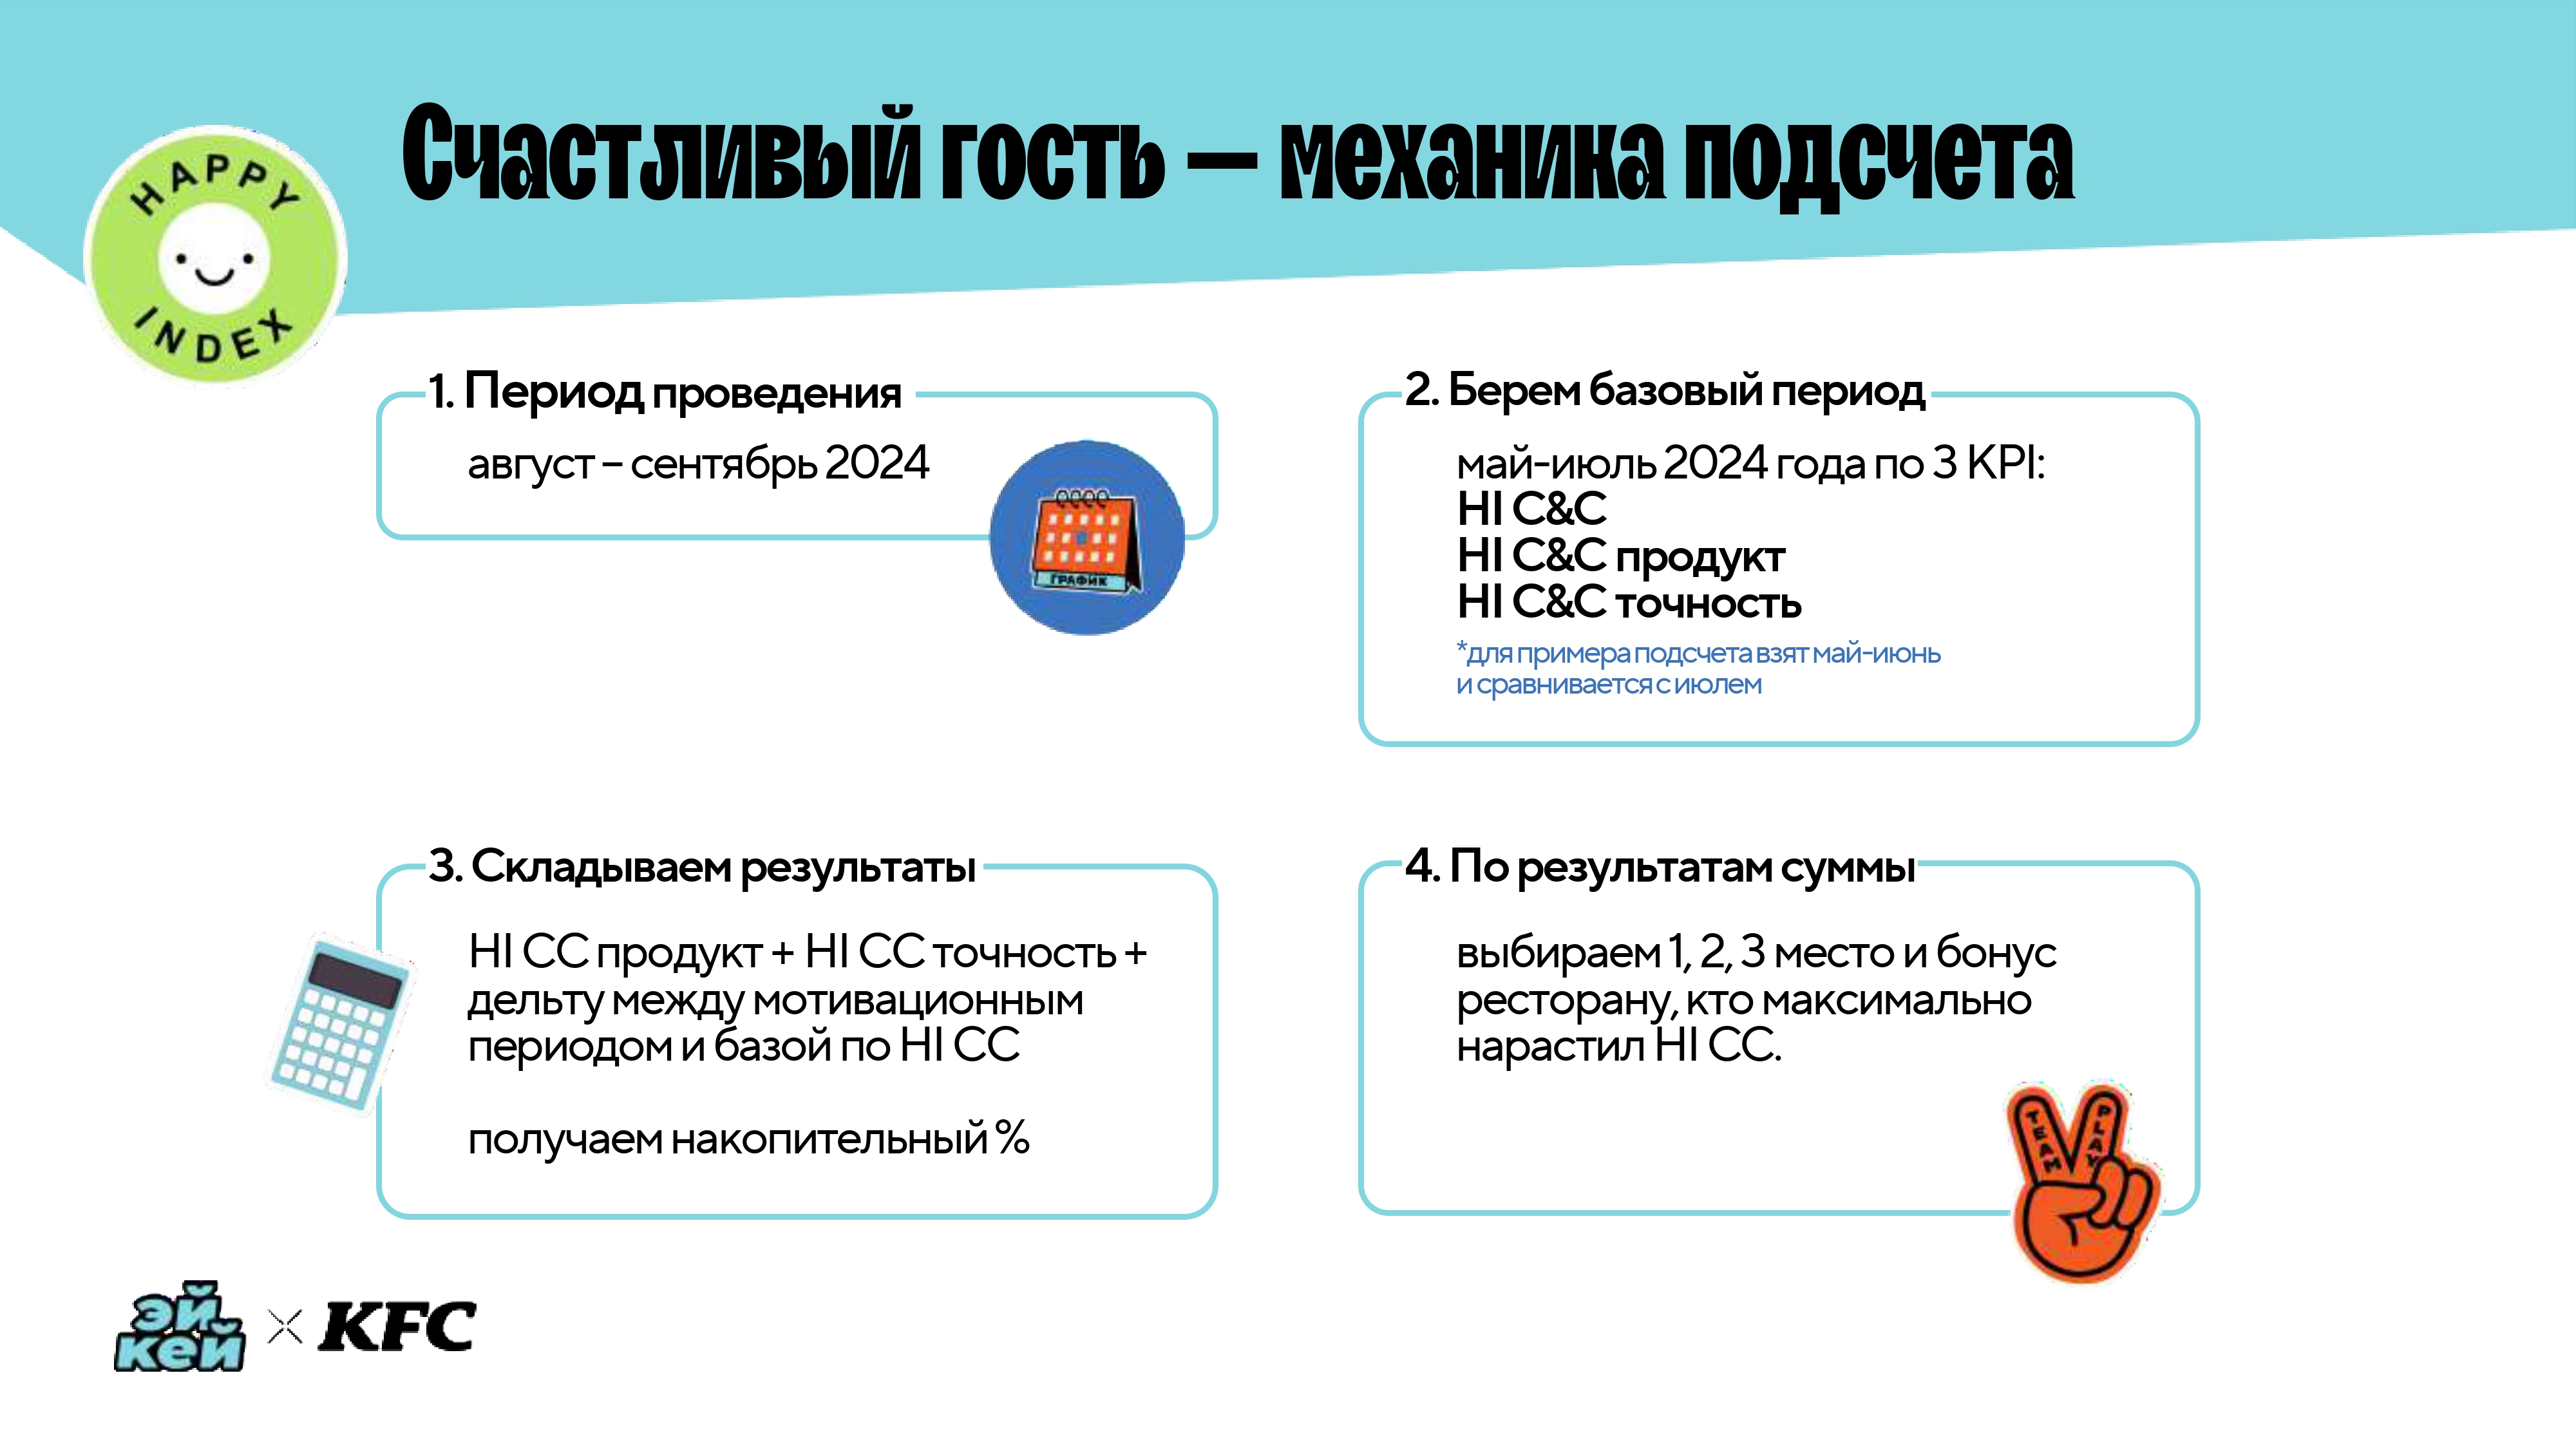 Счастливый гость — механика подсчета
HAPPY
INDEX
1. Период проведения
август – сентябрь 2024
ГРАФИК
2. Берем базовый период
май-июль 2024 года по 3 KPI:
HI C&C
HI C&C продукт
HI C&C точность
*для примера подсчета взят май-июнь
и сравнивается с июлем
3. Складываем результаты
HI CC продукт + HI CC точность +
дельту между мотивационным
периодом и базой по HI CC
получаем накопительный %
4. По результатам суммы
выбираем 1, 2, 3 место и бонус
ресторану, кто максимально
нарастил HI CC.
TEAM
PLAY
эй
кей
KFC